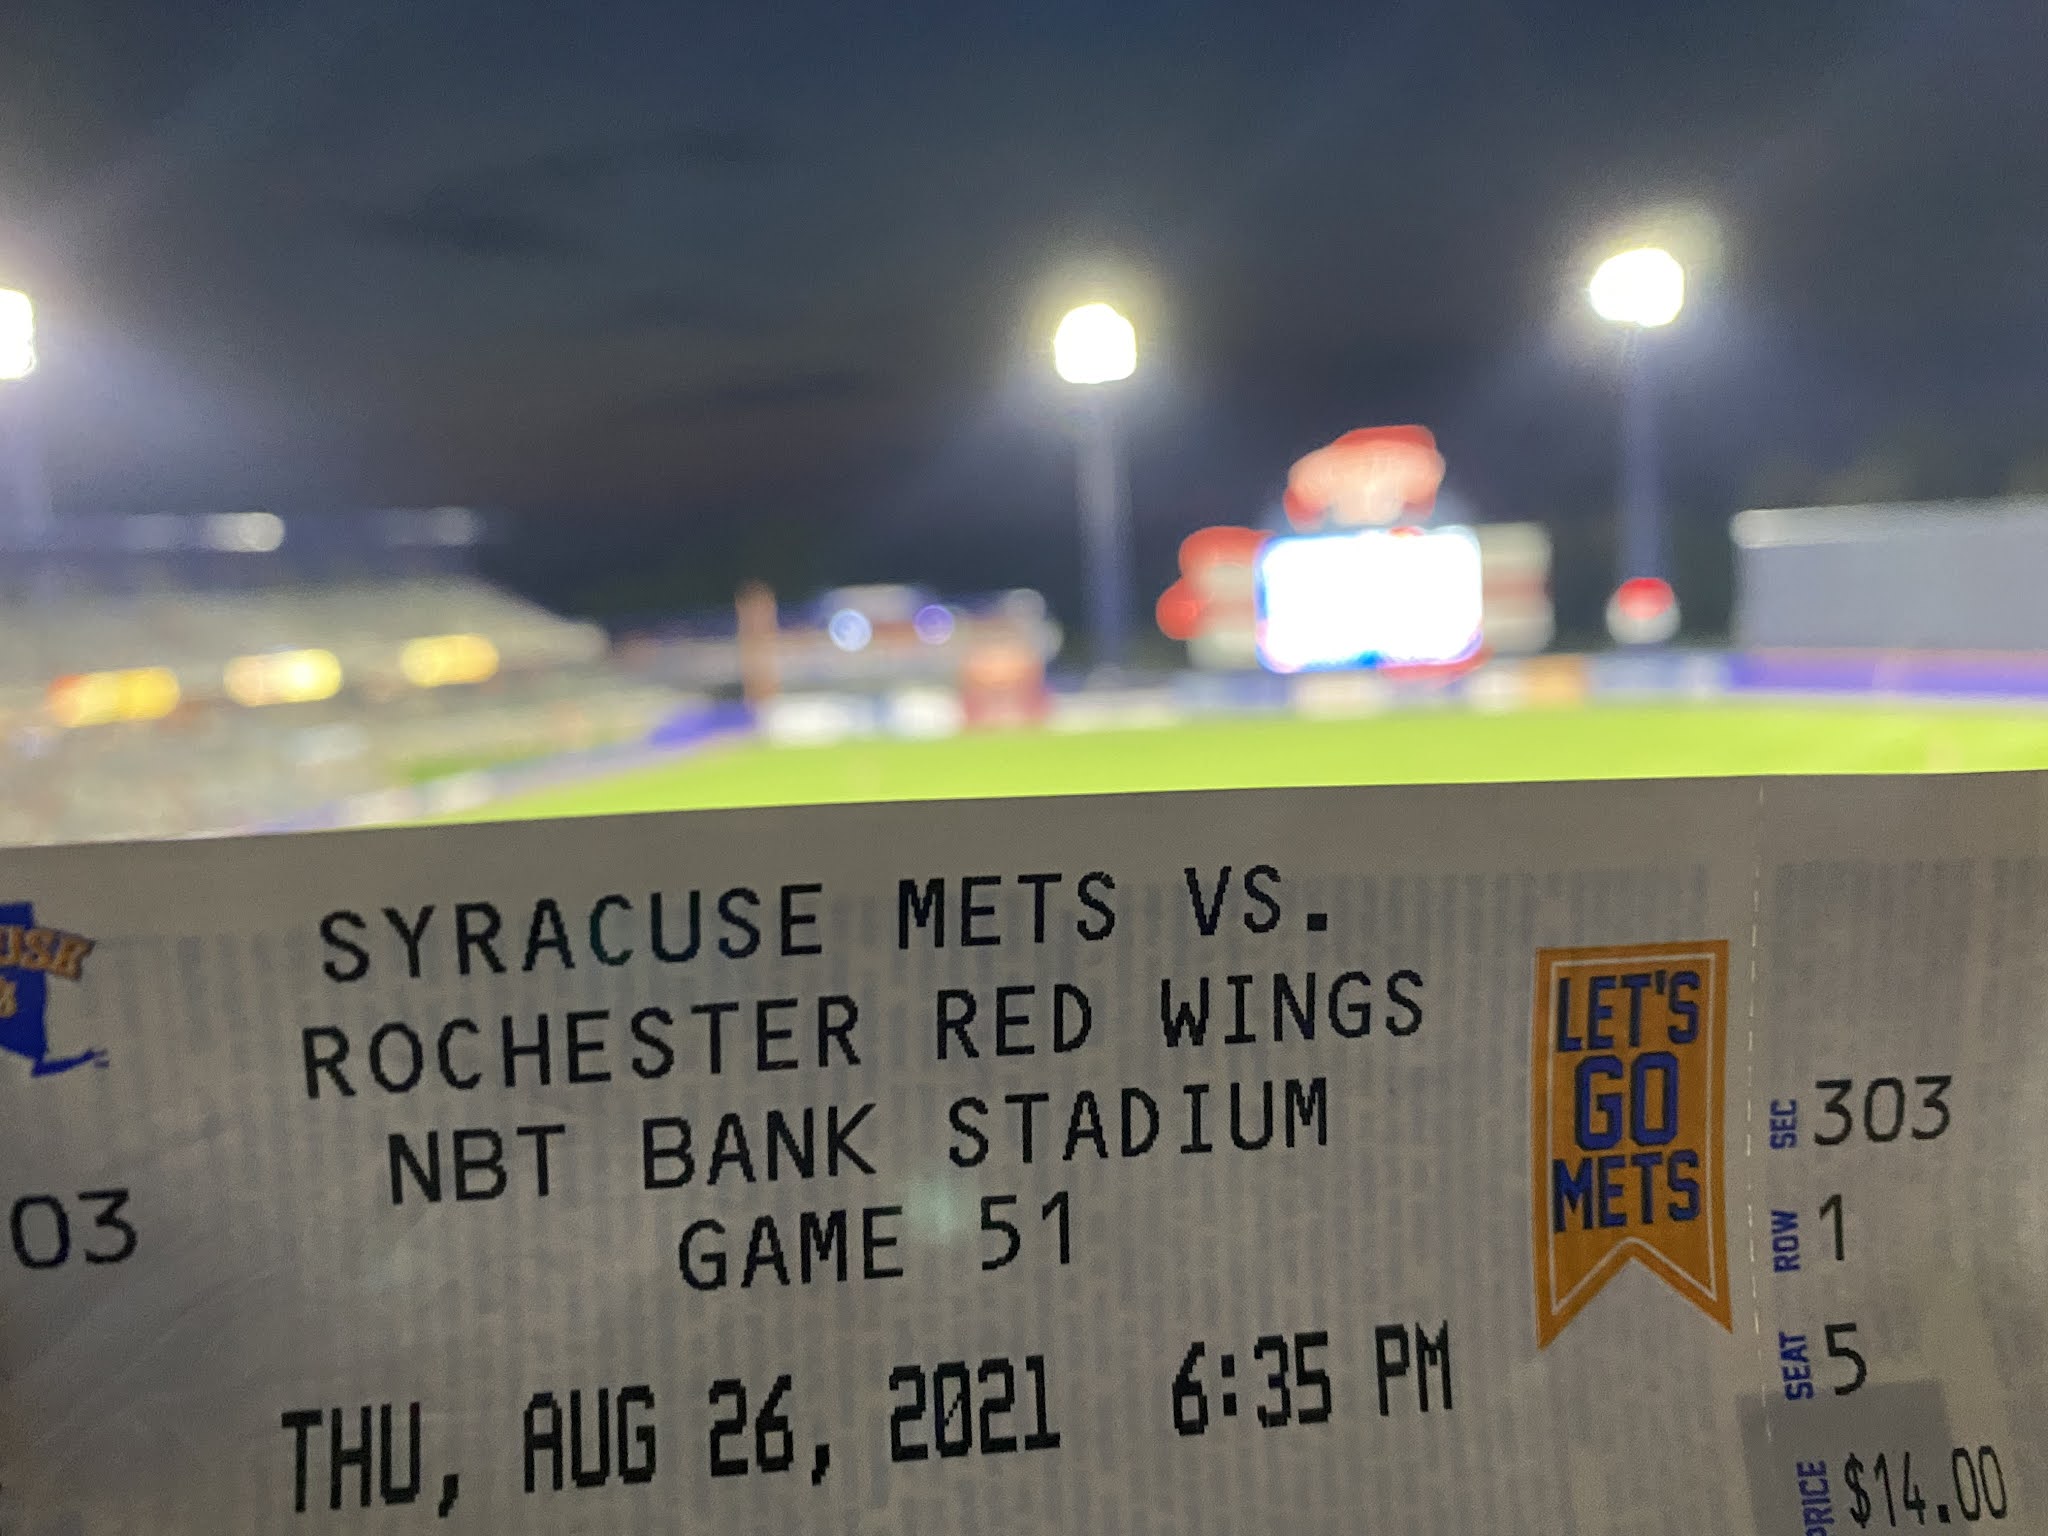 SYRACUSE METS VS.
ROCHESTER RED WINGS
NBT BANK STADIUM
GAME 51
THU, AUG 26, 2021 6:35 PM
03
LET'S
GO
METS
SEC 303
ROW 1
SEAT 5
PRICE $14.00